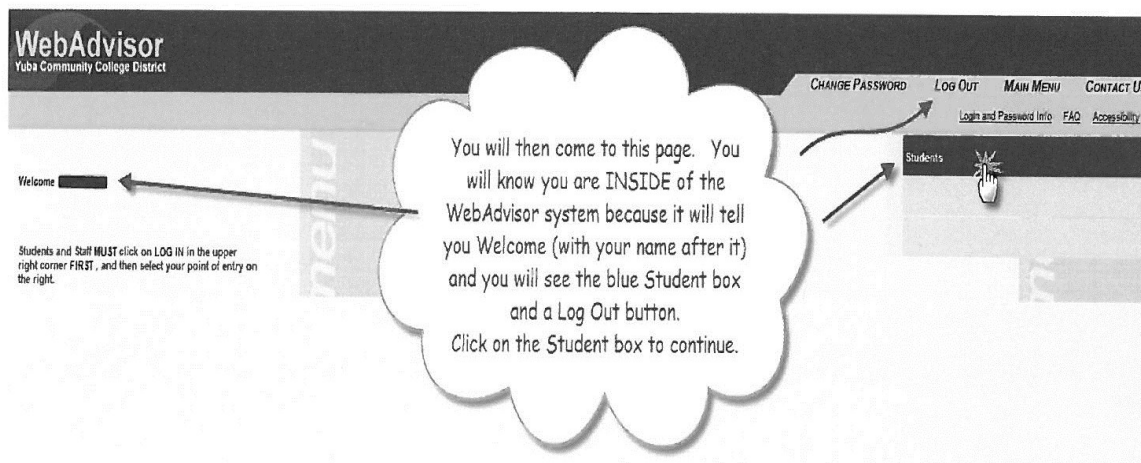 WebAdvisor
Yuba Community College District
CHANGE PASSWORD LOG OUT MAIN MENU CONTACT U
Login and Password Info FAQ Accessibility
Students
Welcome
Students and Staff MUST click on LOG IN in the upper
right corner FIRST , and then select your point of entry on
the right.
menu
You will then come to this page. You
will know you are INSIDE of the
WebAdvisor system because it will tell
you Welcome (with your name after it)
and you will see the blue Student box
and a Log Out button.
Click on the Student box to continue.